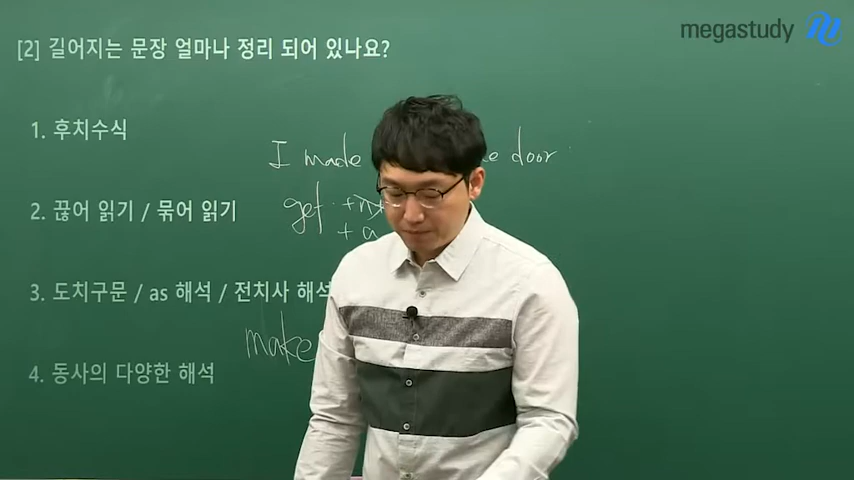 megastudy
[2] 길어지는 문장 얼마나 정리 되어 있나요?
1. 후치수식
I made door
2. 끊어 읽기 / 묶어 읽기
get
3. 도치구문 / as 해석 / 전치사 해석
make
4. 동사의 다양한 해석